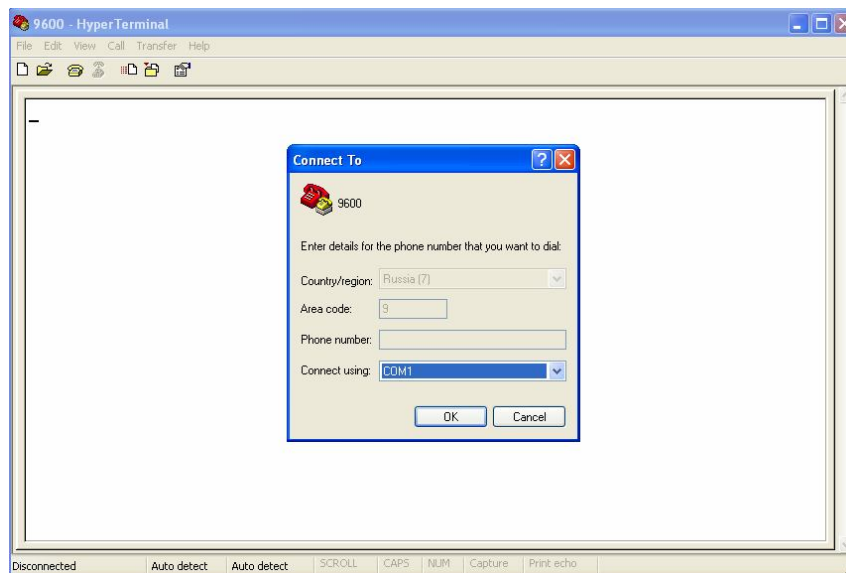 9600 - HyperTerminal
File Edit View Call Transfer Help
Connect To
9600
Enter details for the phone number that you want to dial:
Country/region: Russia (7)
Area code: 9
Phone number:
Connect using: COM1
OK Cancel
Disconnected Auto detect Auto detect SCROLL CAPS NUM Capture Print echo